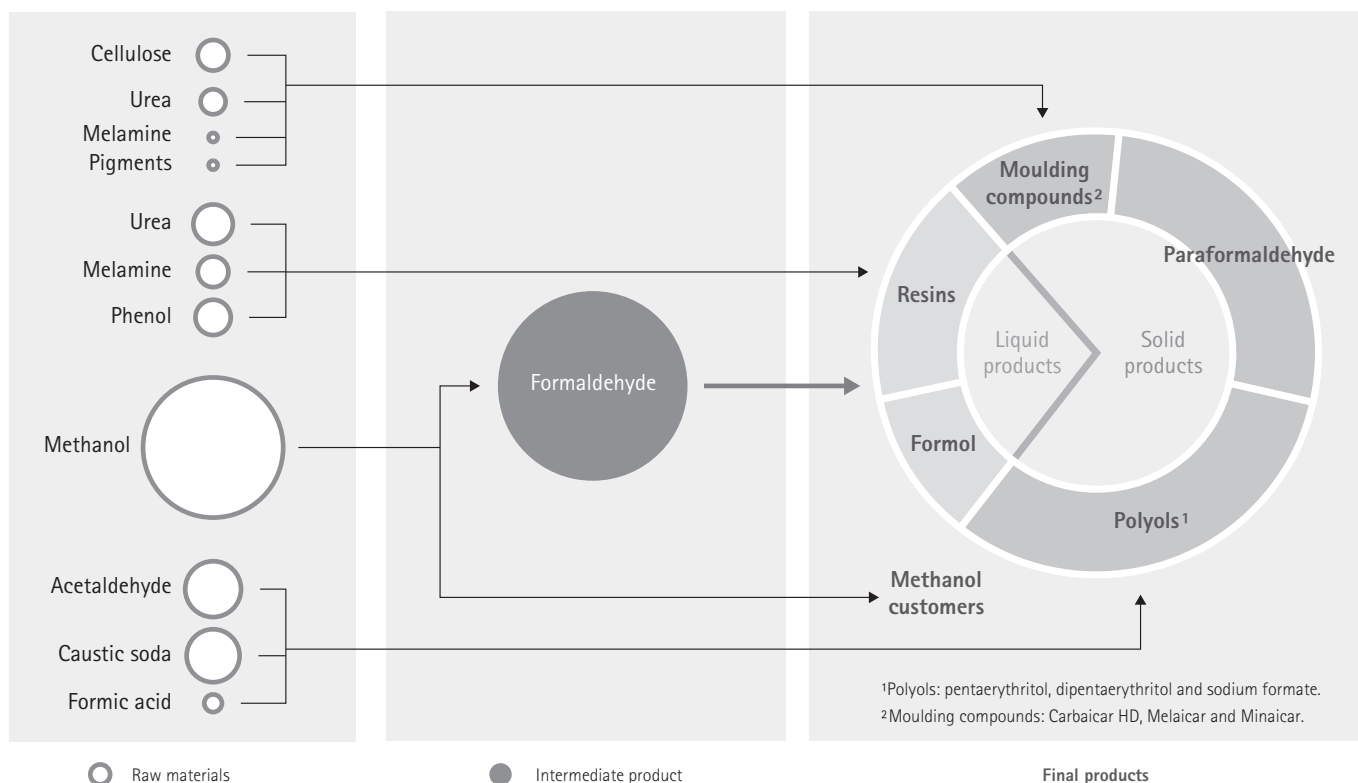 Cellulose
Urea
Melamine
Pigments
Urea
Melamine
Phenol
Methanol
Acetaldehyde
Caustic soda
Formic acid
Formaldehyde
Moulding
compounds²
Paraformaldehyde
Resins
Liquid
products
Solid
products
Formol
Polyols¹
Methanol
customers
¹Polyols: pentaerythritol, dipentaerythritol and sodium formate.
²Moulding compounds: Carbaicar HD, Melaicar and Minaicar.
Raw materials
Intermediate product
Final products